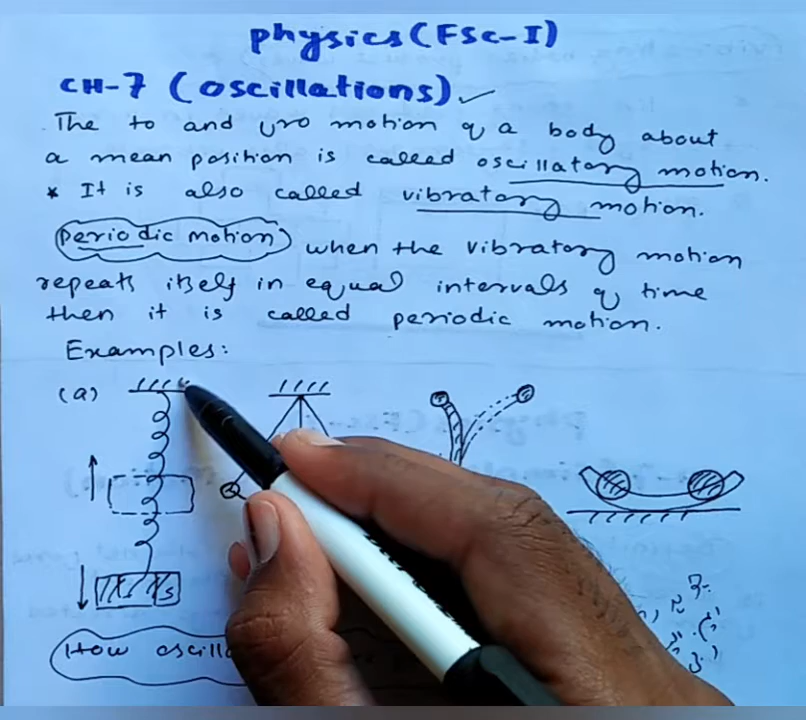 physics (FSc-I)
CH-7 (oscillations)
The to and fro motion of a body about
a mean position is called oscillatory motion.
* It is also called vibratory motion.
periodic motion when the vibratory motion
repeats itself in equal intervals of time
then it is called periodic motion.
Examples:
(a)
How